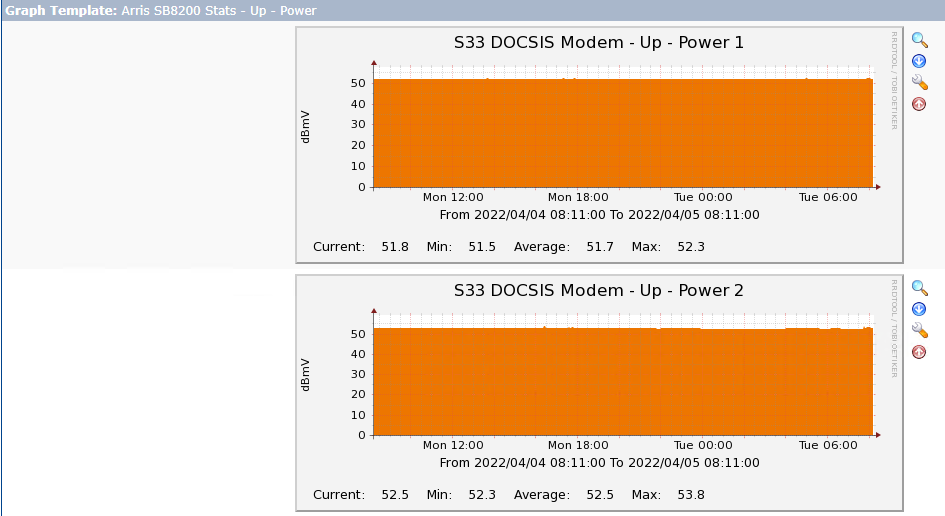 Graph Template: Arris SB8200 Stats - Up - Power
S33 DOCSIS Modem - Up - Power 1
RRDTOOL / TOBI OETIKER
dBmV
50
40
30
20
10
0
Mon 12:00 Mon 18:00 Tue 00:00 Tue 06:00
From 2022/04/04 08:11:00 To 2022/04/05 08:11:00
Current: 51.8 Min: 51.5 Average: 51.7 Max: 52.3
S33 DOCSIS Modem - Up - Power 2
RRDTOOL / TOBI OETIKER
dBmV
50
40
30
20
10
0
Mon 12:00 Mon 18:00 Tue 00:00 Tue 06:00
From 2022/04/04 08:11:00 To 2022/04/05 08:11:00
Current: 52.5 Min: 52.3 Average: 52.5 Max: 53.8